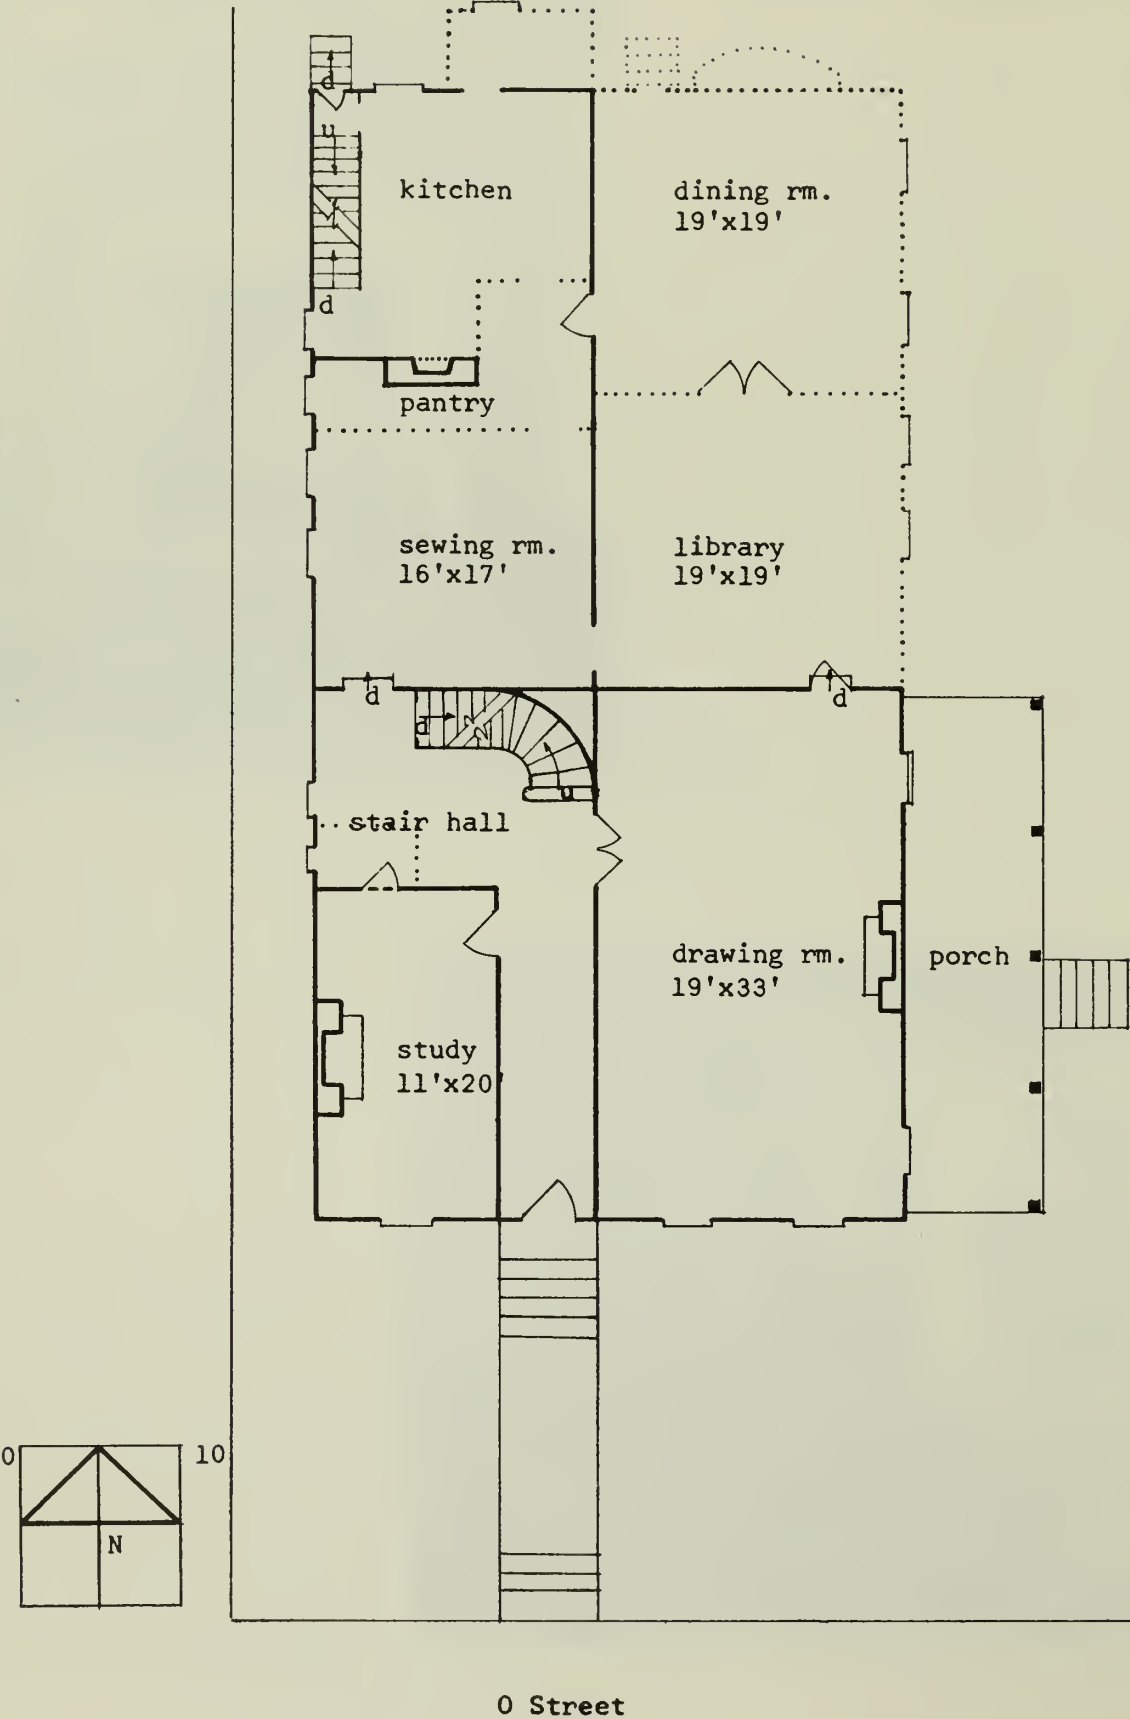 d
u
kitchen
dining rm.
19'x19'
d
pantry
sewing rm.
16'x17'
library
19'x19'
d
d
d
u
stair hall
drawing rm.
19'x33'
porch
study
11'x20'
0
10
N
O Street